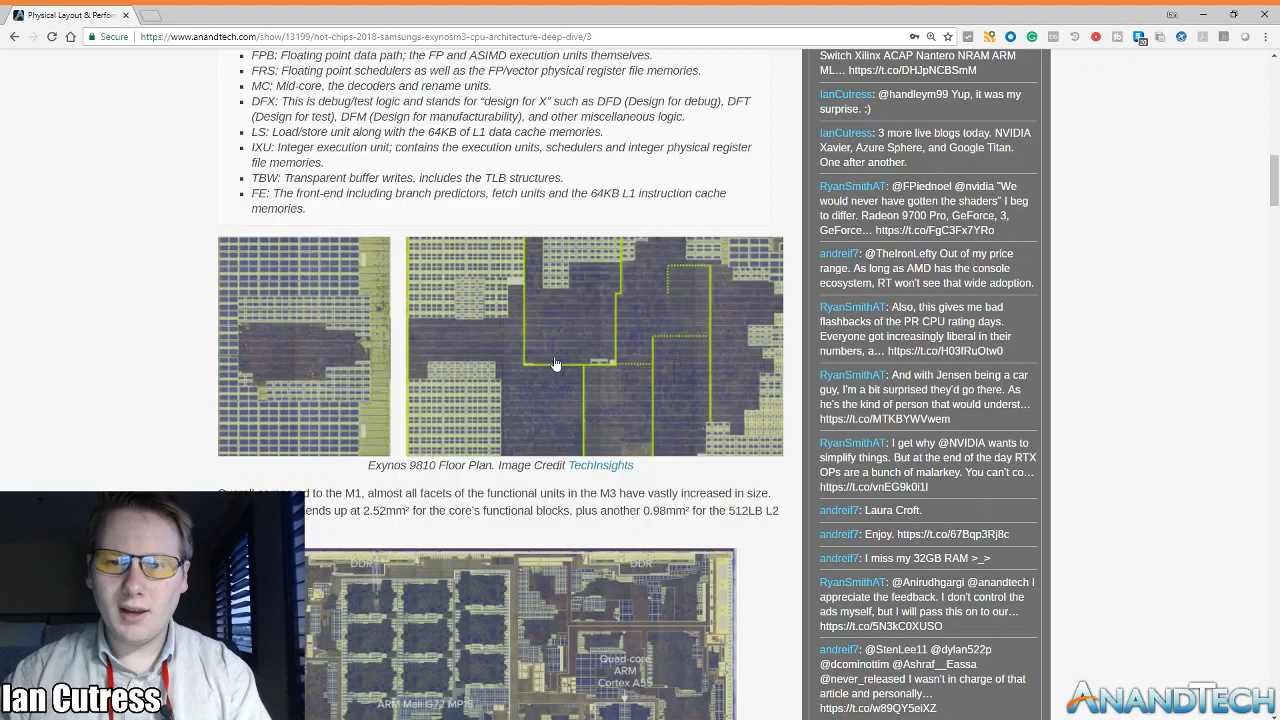 Physical Layout & Perfor
Secure
https://www.anandtech.com/show/13199/hot-chips-2018-samsungs-exynosm3-cpu-architecture-deep-dive/3
FPB: Floating point data path; the FP and ASIMD execution units themselves.
FRS: Floating point schedulers as well as the FP/vector physical register file memories.
MC: Mid-core, the decoders and rename units.
DFX: This is debug/test logic and stands for “design for X” such as DFD (Design for debug), DFT
(Design for test), DFM (Design for manufacturability), and other miscellaneous logic.
LS: Load/store unit along with the 64KB of L1 data cache memories.
IXU: Integer execution unit; contains the execution units, schedulers and integer physical register
file memories.
TBW: Transparent buffer writes, includes the TLB structures.
FE: The front-end including branch predictors, fetch units and the 64KB L1 instruction cache
memories.
Exynos 9810 Floor Plan. Image Credit TechInsights
to the M1, almost all facets of the functional units in the M3 have vastly increased in size.
ends up at 2.52mm² for the core's functional blocks, plus another 0.98mm² for the 512LB L2
DDR
DDR
Quad-core
ARM
Cortex A55
ARM Mali G72 MP18
Switch Xilinx ACAP Nantero NRAM ARM
ML… https://t.co/DHJpNCBSmM
IanCutress: @handleym99 Yup, it was my
surprise. :)
IanCutress: 3 more live blogs today. NVIDIA
Xavier, Azure Sphere, and Google Titan.
One after another.
RyanSmithAT: @FPiednoel @nvidia "We
would never have gotten the shaders" I beg
to differ. Radeon 9700 Pro, GeForce, 3,
GeForce… https://t.co/FgC3Fx7YRo
andreif7: @TheIronLefty Out of my price
range. As long as AMD has the console
ecosystem, RT won't see that wide adoption.
RyanSmithAT: Also, this gives me bad
flashbacks of the PR CPU rating days.
Everyone got increasingly liberal in their
numbers, a… https://t.co/H03fRuOtw0
andreif7: @RyanSmithAT: And with Jensen being a car
guy, I'm a bit surprised they'd go there. As
he's the kind of person that would underst…
https://t.co/MTKBYWVwem
RyanSmithAT: I get why @NVIDIA wants to
simplify things. But at the end of the day RTX
OPs are a bunch of malarkey. You can't co…
https://t.co/vnEG9k0i1I
andreif7: Laura Croft.
andreif7: Enjoy. https://t.co/67Bqp3Rj8c
andreif7: I miss my 32GB RAM >_>
RyanSmithAT: @Anirudhgargi @anandtech I
appreciate the feedback. I don't control the
ads myself, but I will pass this on to our…
https://t.co/5N3kC0XUSO
andreif7: @StenLee11 @dylan522p
@dcominottim @Ashraf__Eassa
@never_released I wasn't in charge of that
article and personally…
https://t.co/w89QY5eiXZ
Ian Cutress
ANANDTECH